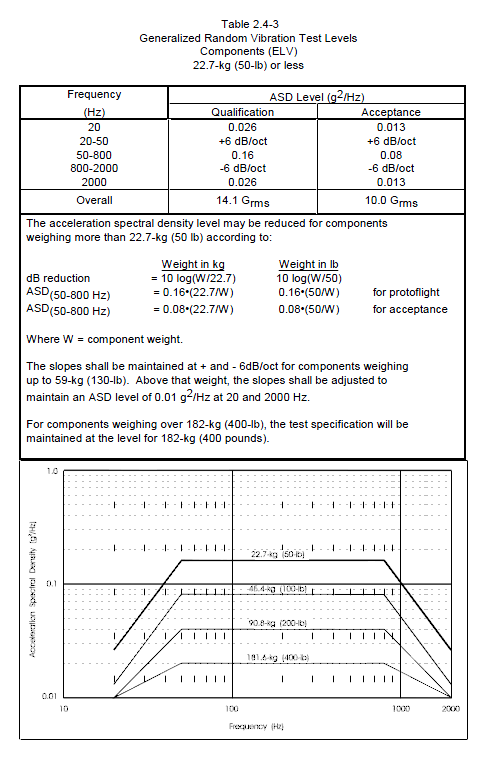 Table 2.4-3
Generalized Random Vibration Test Levels
Components (ELV)
22.7-kg (50-lb) or less
Frequency ASD Level (g2/Hz)
(Hz) Qualification Acceptance
20 0.026 0.013
20-50 +6 dB/oct +6 dB/oct
50-800 0.16 0.08
800-2000 -6 dB/oct -6 dB/oct
2000 0.026 0.013
Overall 14.1 Grms 10.0 Grms
The acceleration spectral density level may be reduced for components
weighing more than 22.7-kg (50 lb) according to:
Weight in kg Weight in lb
dB reduction = 10 log(W/22.7) 10 log(W/50)
ASD(50-800 Hz) = 0.16•(22.7/W) 0.16•(50/W) for protoflight
ASD(50-800 Hz) = 0.08•(22.7/W) 0.08•(50/W) for acceptance
Where W = component weight.
The slopes shall be maintained at + and - 6dB/oct for components weighing
up to 59-kg (130-lb). Above that weight, the slopes shall be adjusted to
maintain an ASD level of 0.01 g2/Hz at 20 and 2000 Hz.
For components weighing over 182-kg (400-lb), the test specification will be
maintained at the level for 182-kg (400 pounds).
1.0
22.7-kg (50-lb)
0.1
45.4-kg (100-lb)
90.8-kg (200-lb)
181.6-kg (400-lb)
0.01
Acceleration Spectral Density (g2/Hz)
10 100 1000 2000
Frequency (Hz)